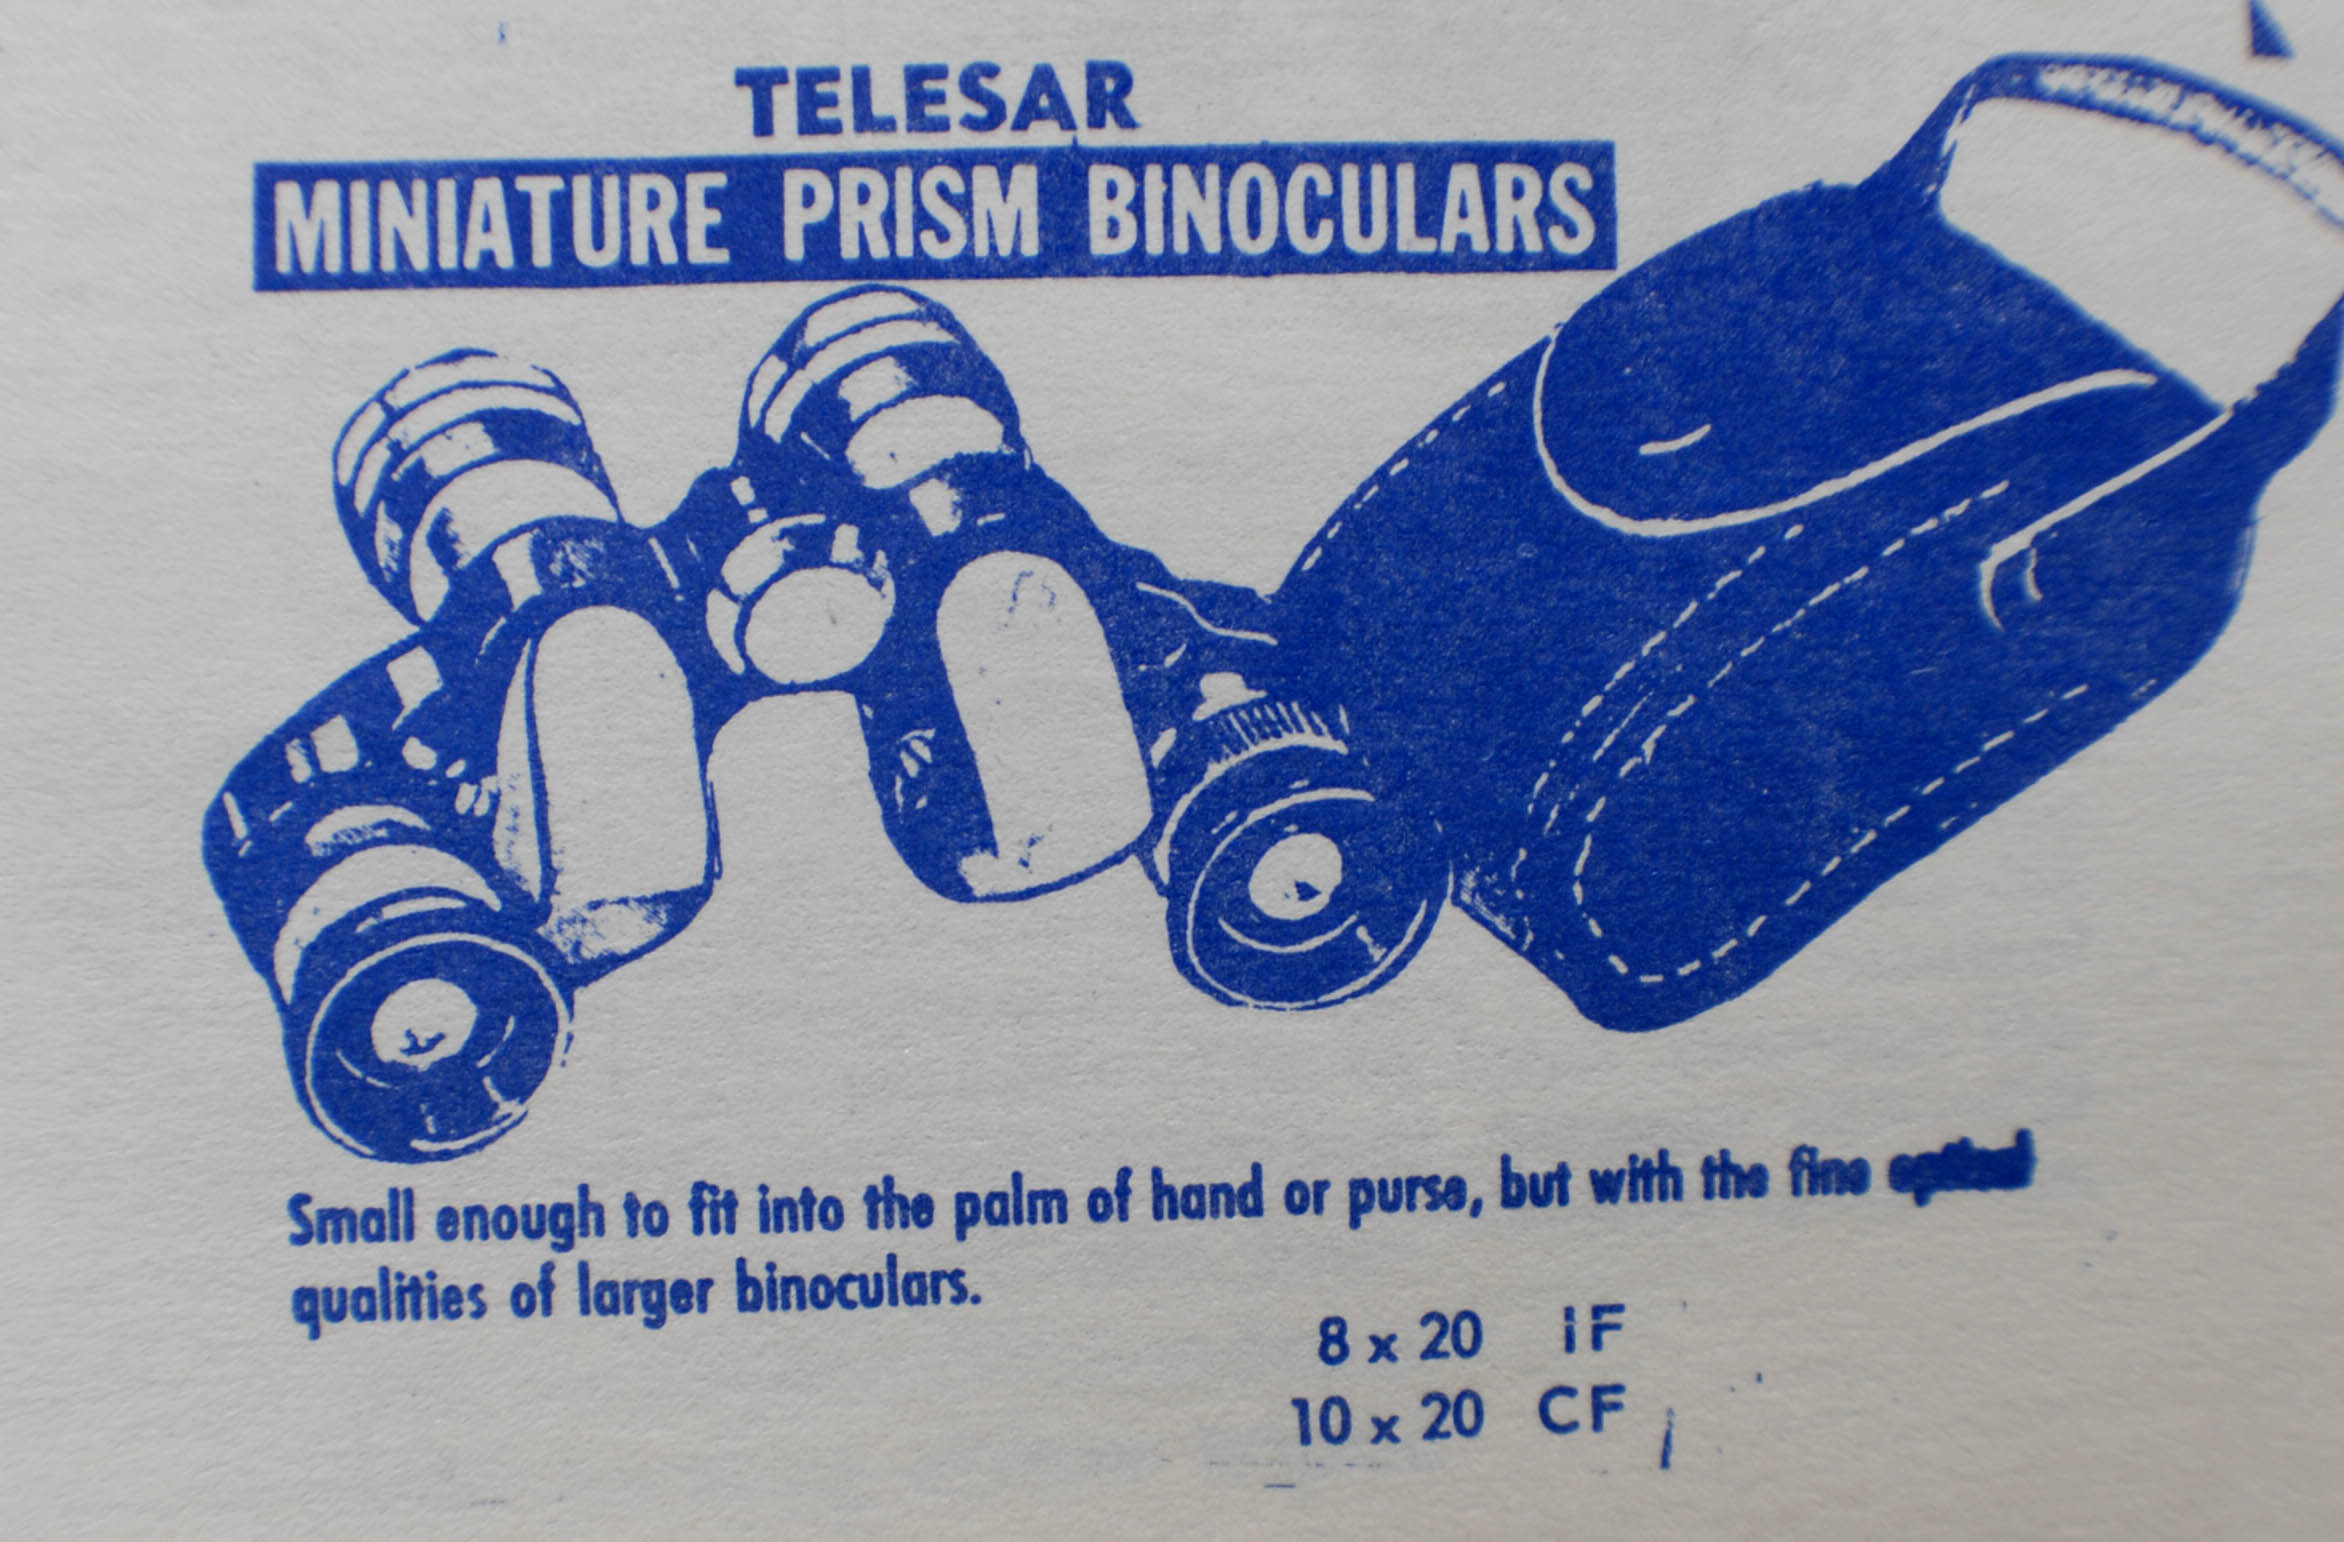 TELESAR
MINIATURE PRISM BINOCULARS
Small enough to fit into the palm of hand or purse, but with the fine optical
qualities of larger binoculars.
8 x 20 IF
10 x 20 CF